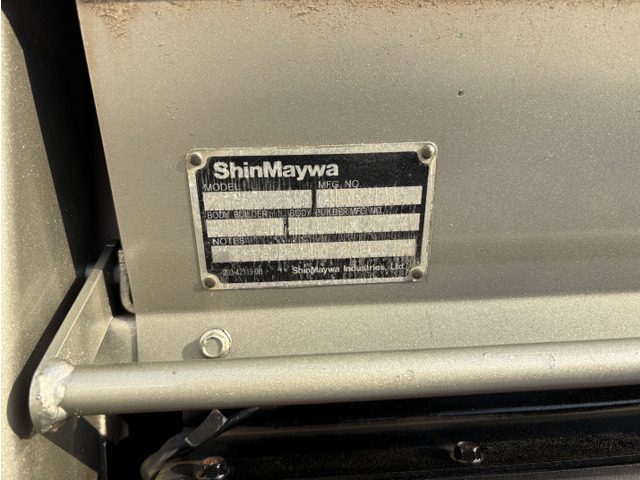 ShinMaywa
MODEL MFG. NO.
BODY BUILDER BODY BUILDER MFG. NO.
NOTES
ShinMaywa Industries, Ltd.